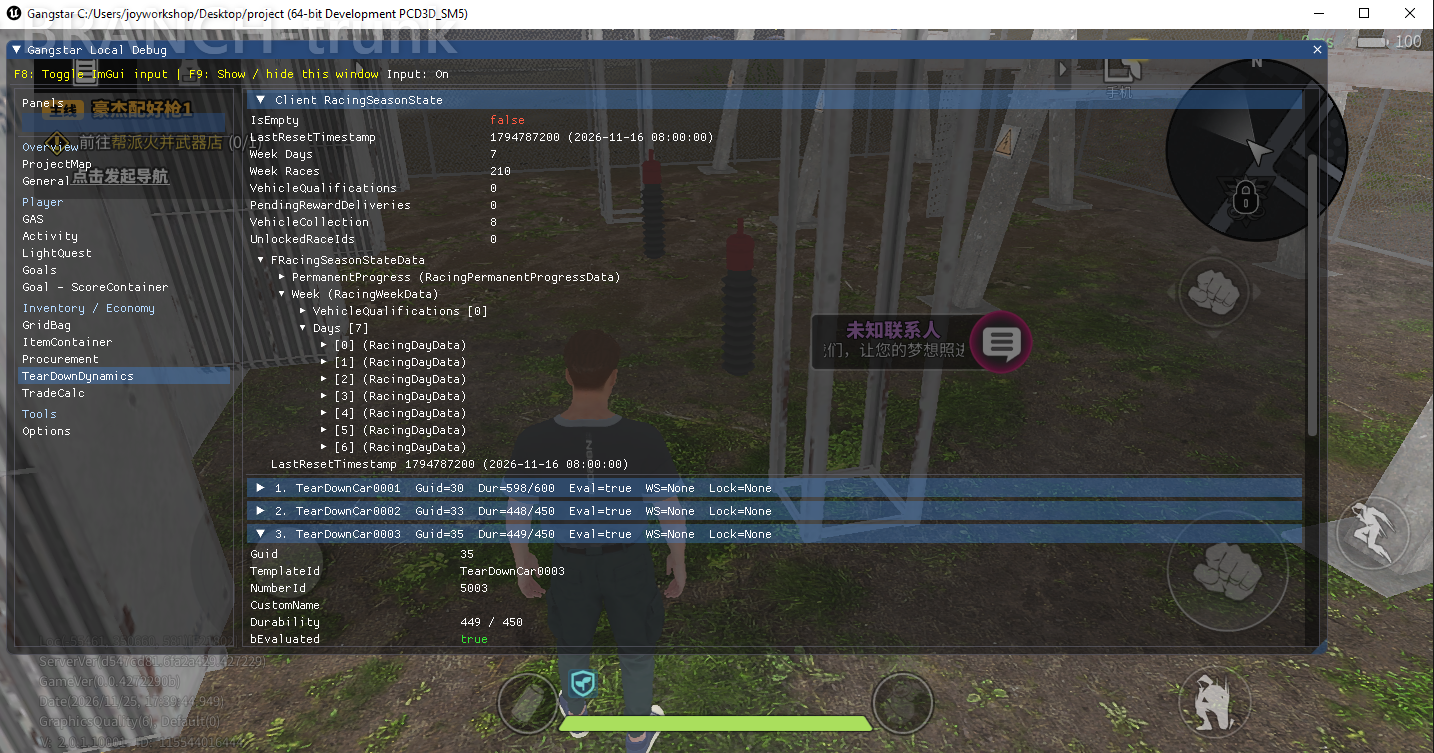 Gangstar C:/Users/joyworkshop/Desktop/project (64-bit Development PCD3D_SM5)
BRANCH-trunk
Gangstar Local Debug
F8: Toggle ImGui input | F9: Show / hide this window Input: On
100
N
手机
Panels
主线 豪杰配好枪1
前往帮派火并武器店 (0/1)
点击发起导航
Overview
ProjectMap
General
Player
GAS
Activity
LightQuest
Goals
Goal - ScoreContainer
Inventory / Economy
GridBag
ItemContainer
Procurement
TearDownDynamics
TradeCalc
Tools
Options
Client RacingSeasonState
IsEmpty false
LastResetTimestamp 1794787200 (2026-11-16 08:00:00)
Week Days 7
Week Races 210
VehicleQualifications 0
PendingRewardDeliveries 0
VehicleCollection 8
UnlockedRaceIds 0
FRacingSeasonStateData
PermanentProgress (RacingPermanentProgressData)
Week (RacingWeekData)
VehicleQualifications [0]
Days [7]
[0] (RacingDayData)
[1] (RacingDayData)
[2] (RacingDayData)
[3] (RacingDayData)
[4] (RacingDayData)
[5] (RacingDayData)
[6] (RacingDayData)
LastResetTimestamp 1794787200 (2026-11-16 08:00:00)
1. TearDownCar0001 Guid=30 Dur=598/600 Eval=true WS=None Lock=None
2. TearDownCar0002 Guid=33 Dur=448/450 Eval=true WS=None Lock=None
3. TearDownCar0003 Guid=35 Dur=449/450 Eval=true WS=None Lock=None
Guid 35
TemplateId TearDownCar0003
NumberId 5003
CustomName
Durability 449 / 450
bEvaluated true
未知联系人
们，让您的梦想照进
GraphicsQuality(6) Default(0)